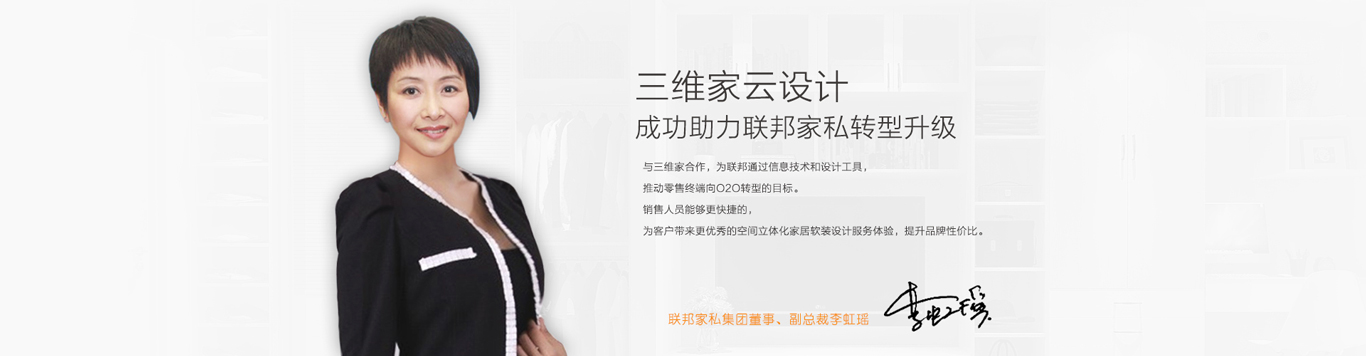 三维家云设计
成功助力联邦家私转型升级
与三维家合作，为联邦通过信息技术和设计工具，
推动零售终端向O2O转型的目标。
销售人员能够更快捷的，
为客户带来更优秀的空间立体化家居软装设计服务体验，提升品牌性价比。
联邦家私集团董事、副总裁李虹瑶
李虹瑶